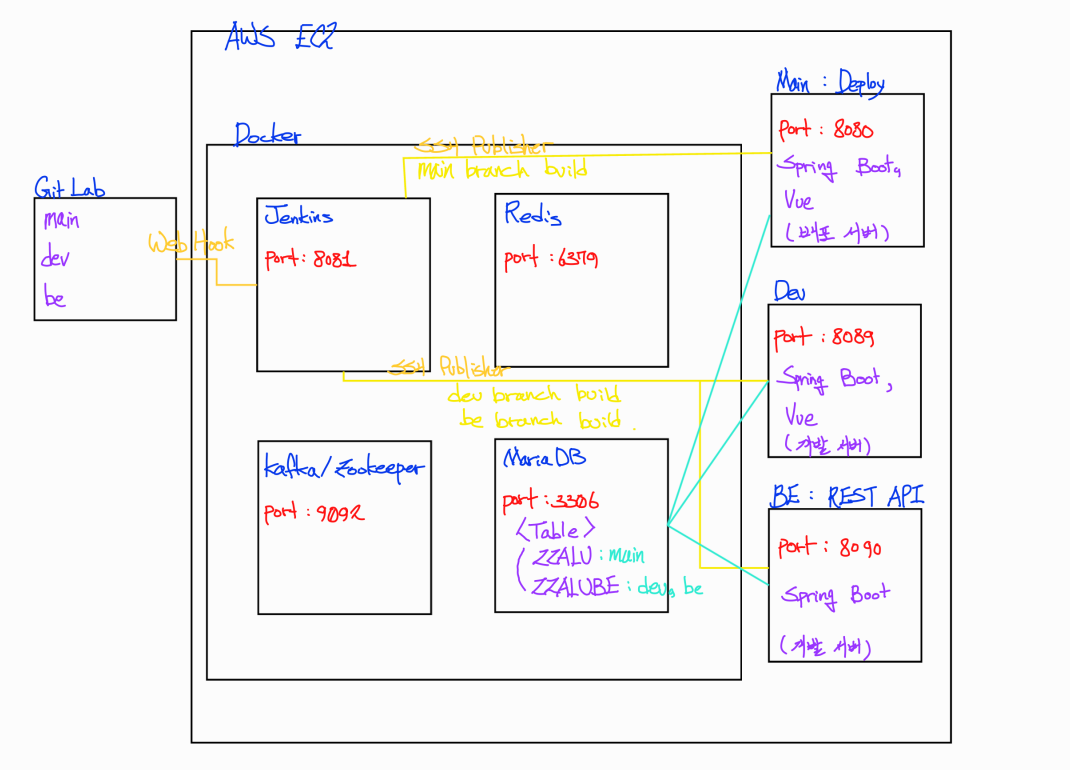 AWS EC2
Main : Deploy
port : 8080
Spring Boot,
Vue
(배포 서버)
Docker
SSH Publisher
main branch build
Git Lab
main
dev
be
Web Hook
Jenkins
port : 8081
Redis
port : 6379
Dev
port : 8089
Spring Boot,
Vue
(개발 서버)
SSH Publisher
dev branch build
be branch build.
Kafka/Zookeeper
port : 9092
MariaDB
port : 3306
<Table>
ZZALU : main
ZZALUBE : dev, be
BE : REST API
port : 8090
Spring Boot
(개발 서버)